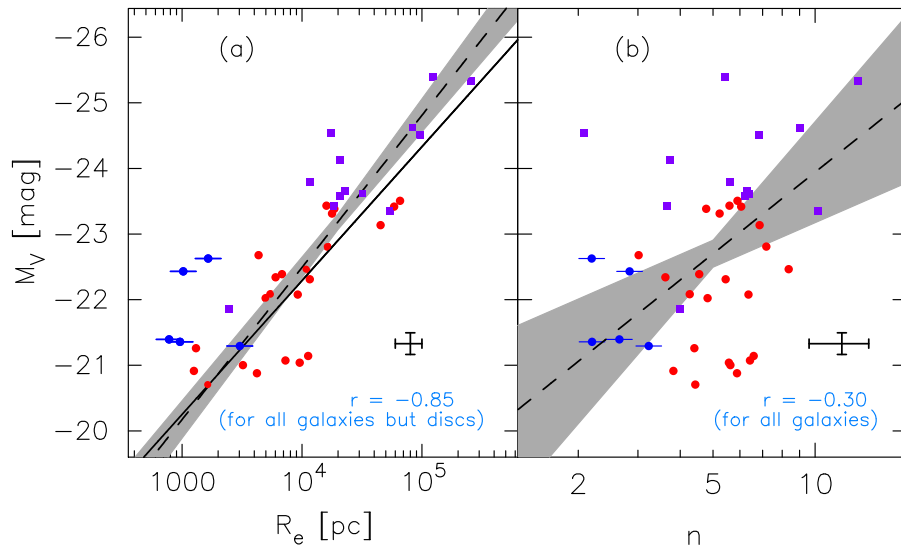 (a)
(b)
M_V [mag]
−26
−25
−24
−23
−22
−21
−20
r = −0.85
(for all galaxies but discs)
r = −0.30
(for all galaxies)
1000
10^4
10^5
2
5
10
R_e [pc]
n